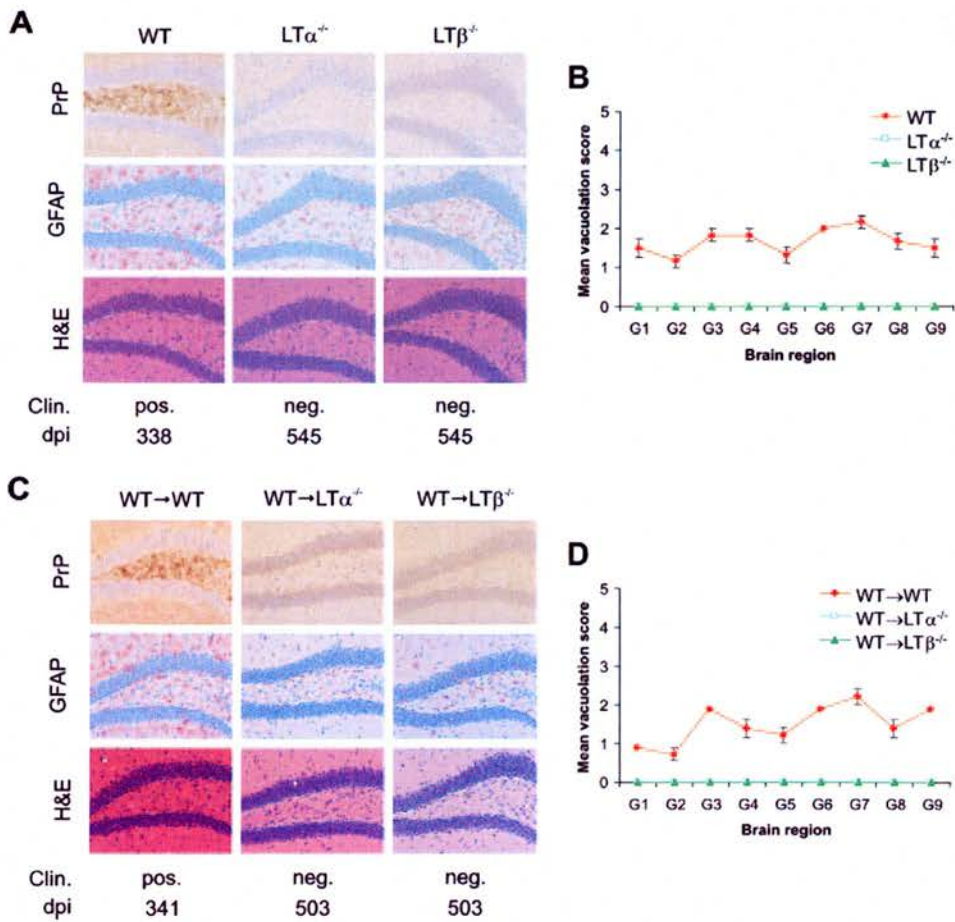 A
WT LTα-/- LTβ-/-
PrP
GFAP
H&E
Clin. pos. neg. neg.
dpi 338 545 545
B
WT
LTα-/-
LTβ-/-
Mean vacuolation score
5
4
3
2
1
0
G1 G2 G3 G4 G5 G6 G7 G8 G9
Brain region
C
WT→WT WT→LTα-/- WT→LTβ-/-
PrP
GFAP
H&E
Clin. pos. neg. neg.
dpi 341 503 503
D
WT→WT
WT→LTα-/-
WT→LTβ-/-
Mean vacuolation score
5
4
3
2
1
0
G1 G2 G3 G4 G5 G6 G7 G8 G9
Brain region